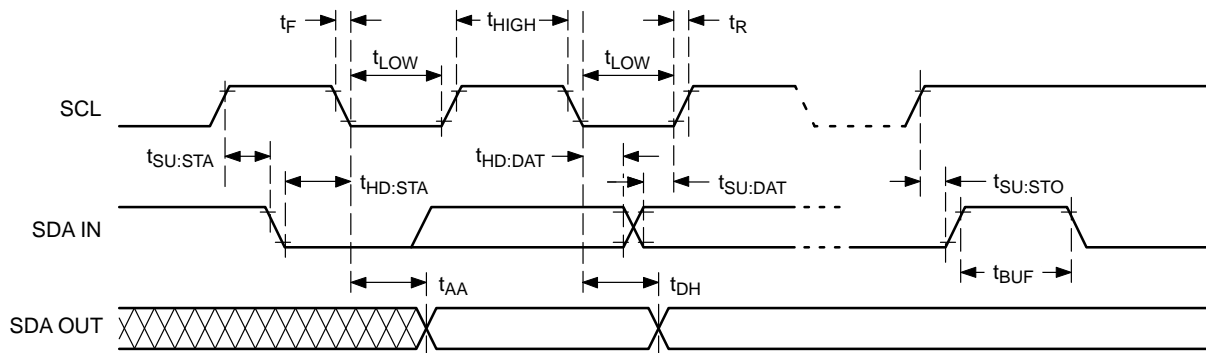 tF
tHIGH
tR
tLOW
tLOW
SCL
tSU:STA
tHD:STA
tHD:DAT
tSU:DAT
tSU:STO
SDA IN
tAA
tDH
tBUF
SDA OUT